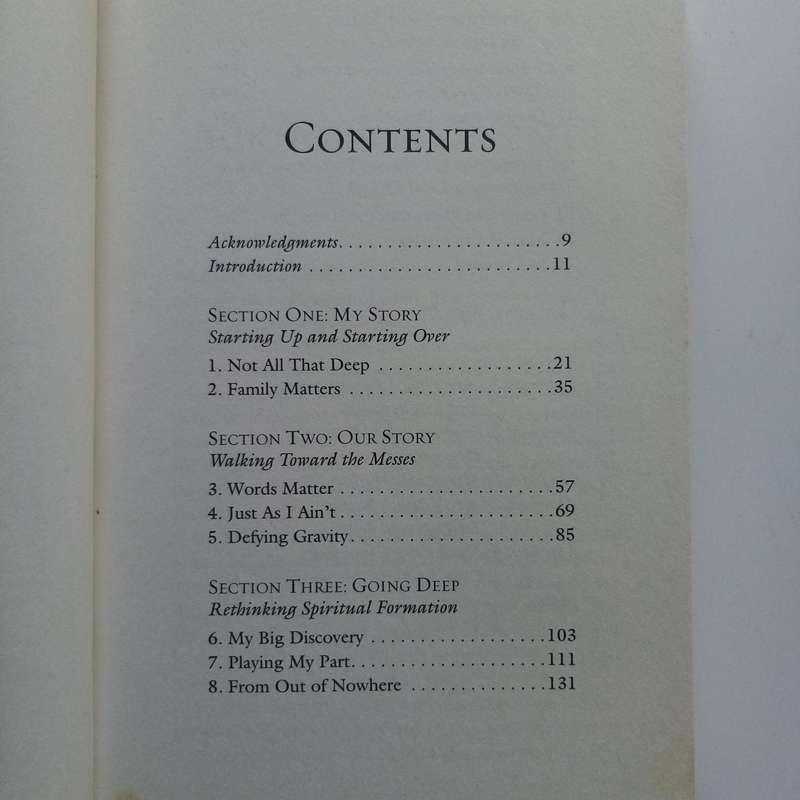 CONTENTS
Acknowledgments. . . . . . . . . . . . . . . . . . . . . . . .9
Introduction . . . . . . . . . . . . . . . . . . . . . . . . . .11
SECTION ONE: MY STORY
Starting Up and Starting Over
1. Not All That Deep . . . . . . . . . . . . . . . . . . .21
2. Family Matters . . . . . . . . . . . . . . . . . . . . . .35
SECTION TWO: OUR STORY
Walking Toward the Messes
3. Words Matter . . . . . . . . . . . . . . . . . . . . . . .57
4. Just As I Ain't . . . . . . . . . . . . . . . . . . . . . . .69
5. Defying Gravity. . . . . . . . . . . . . . . . . . . . . .85
SECTION THREE: GOING DEEP
Rethinking Spiritual Formation
6. My Big Discovery . . . . . . . . . . . . . . . . . . .103
7. Playing My Part. . . . . . . . . . . . . . . . . . . . .111
8. From Out of Nowhere . . . . . . . . . . . . . . .131